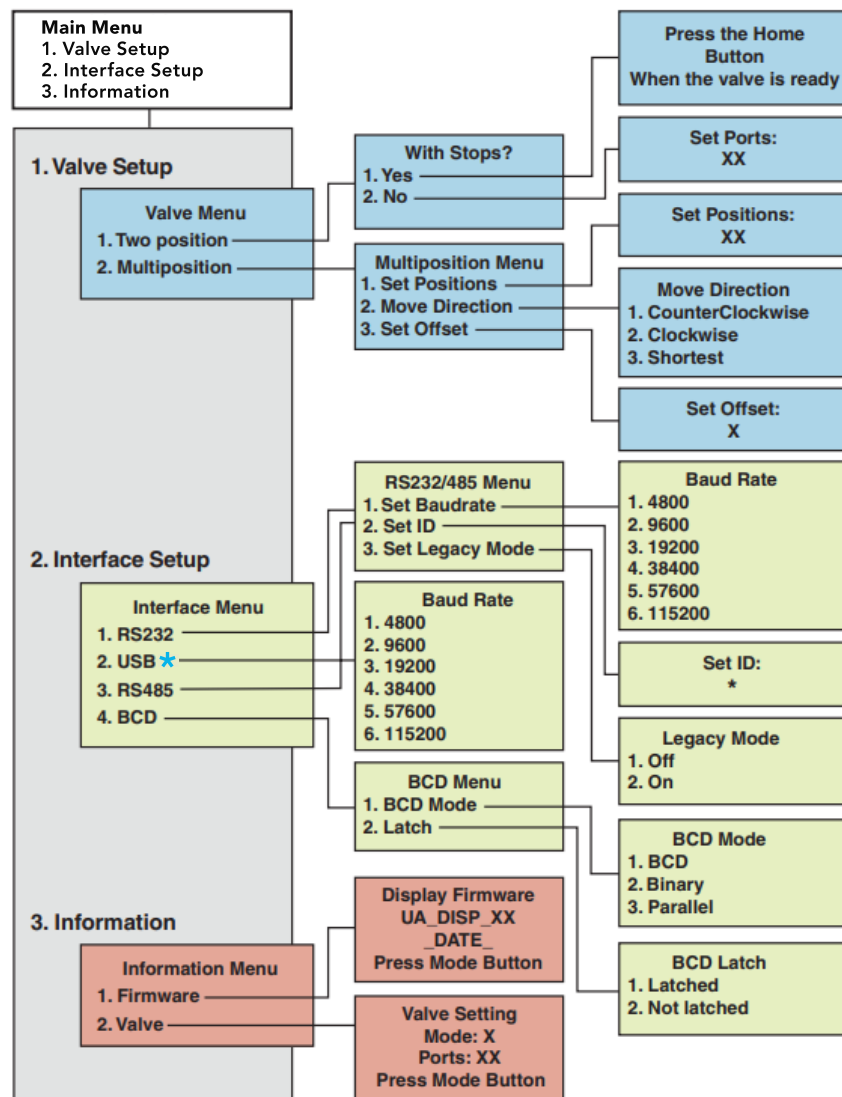 Main Menu
1. Valve Setup
2. Interface Setup
3. Information
1. Valve Setup
Valve Menu
1. Two position
2. Multiposition
With Stops?
1. Yes
2. No
Press the Home
Button
When the valve is ready
Set Ports:
XX
Multiposition Menu
1. Set Positions
2. Move Direction
3. Set Offset
Set Positions:
XX
Move Direction
1. CounterClockwise
2. Clockwise
3. Shortest
Set Offset:
X
2. Interface Setup
Interface Menu
1. RS232
2. USB *
3. RS485
4. BCD
RS232/485 Menu
1. Set Baudrate
2. Set ID
3. Set Legacy Mode
Baud Rate
1. 4800
2. 9600
3. 19200
4. 38400
5. 57600
6. 115200
Baud Rate
1. 4800
2. 9600
3. 19200
4. 38400
5. 57600
6. 115200
Set ID:
*
Legacy Mode
1. Off
2. On
BCD Menu
1. BCD Mode
2. Latch
BCD Mode
1. BCD
2. Binary
3. Parallel
BCD Latch
1. Latched
2. Not latched
3. Information
Information Menu
1. Firmware
2. Valve
Display Firmware
UA_DISP_XX
_DATE_
Press Mode Button
Valve Setting
Mode: X
Ports: XX
Press Mode Button